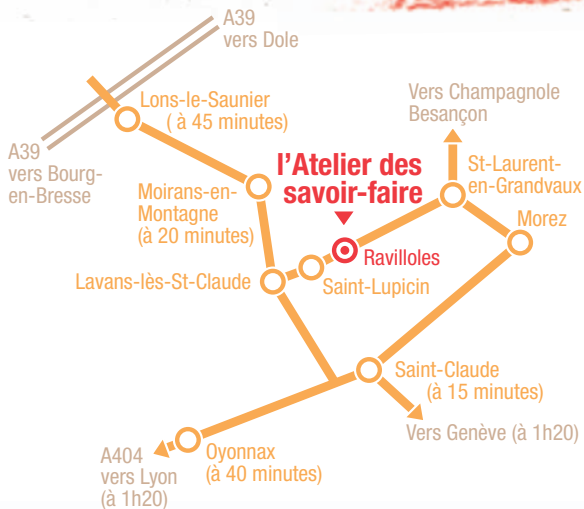 A39
vers Dole
Lons-le-Saunier
( à 45 minutes)
A39
vers Bourg-
en-Bresse
Vers Champagnole
Besançon
l'Atelier des
savoir-faire
St-Laurent-
en-Grandvaux
Moirans-en-
Montagne
(à 20 minutes)
Morez
Ravilloles
Lavans-lès-St-Claude
Saint-Lupicin
Saint-Claude
(à 15 minutes)
Vers Genève (à 1h20)
Oyonnax
(à 40 minutes)
A404
vers Lyon
(à 1h20)